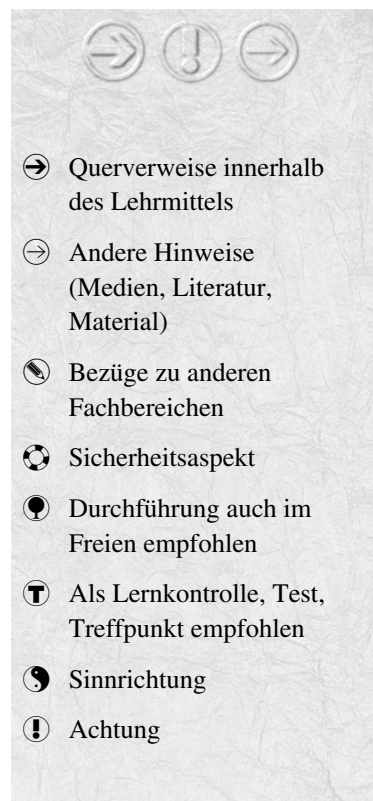 Querverweise innerhalb
des Lehrmittels
Andere Hinweise
(Medien, Literatur,
Material)
Bezüge zu anderen
Fachbereichen
Sicherheitsaspekt
Durchführung auch im
Freien empfohlen
T Als Lernkontrolle, Test,
Treffpunkt empfohlen
Sinnrichtung
! Achtung